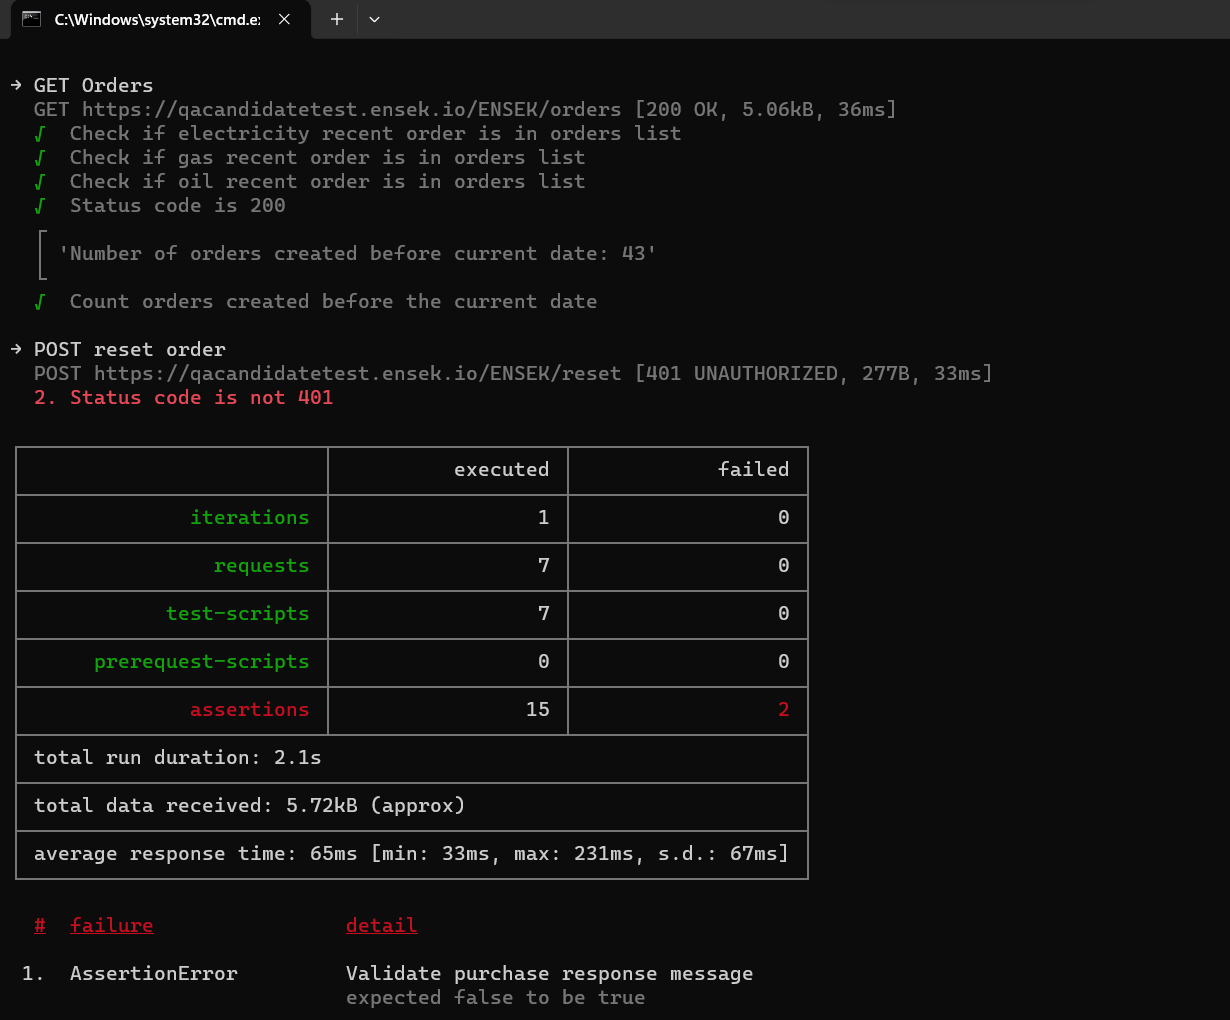 C:\Windows\system32\cmd.e
→ GET Orders
GET https://qacandidatetest.ensek.io/ENSEK/orders [200 OK, 5.06kB, 36ms]
√ Check if electricity recent order is in orders list
√ Check if gas recent order is in orders list
√ Check if oil recent order is in orders list
√ Status code is 200
'Number of orders created before current date: 43'
√ Count orders created before the current date
→ POST reset order
POST https://qacandidatetest.ensek.io/ENSEK/reset [401 UNAUTHORIZED, 277B, 33ms]
2. Status code is not 401
executed failed
iterations 1 0
requests 7 0
test-scripts 7 0
prerequest-scripts 0 0
assertions 15 2
total run duration: 2.1s
total data received: 5.72kB (approx)
average response time: 65ms [min: 33ms, max: 231ms, s.d.: 67ms]
# failure detail
1. AssertionError Validate purchase response message
expected false to be true